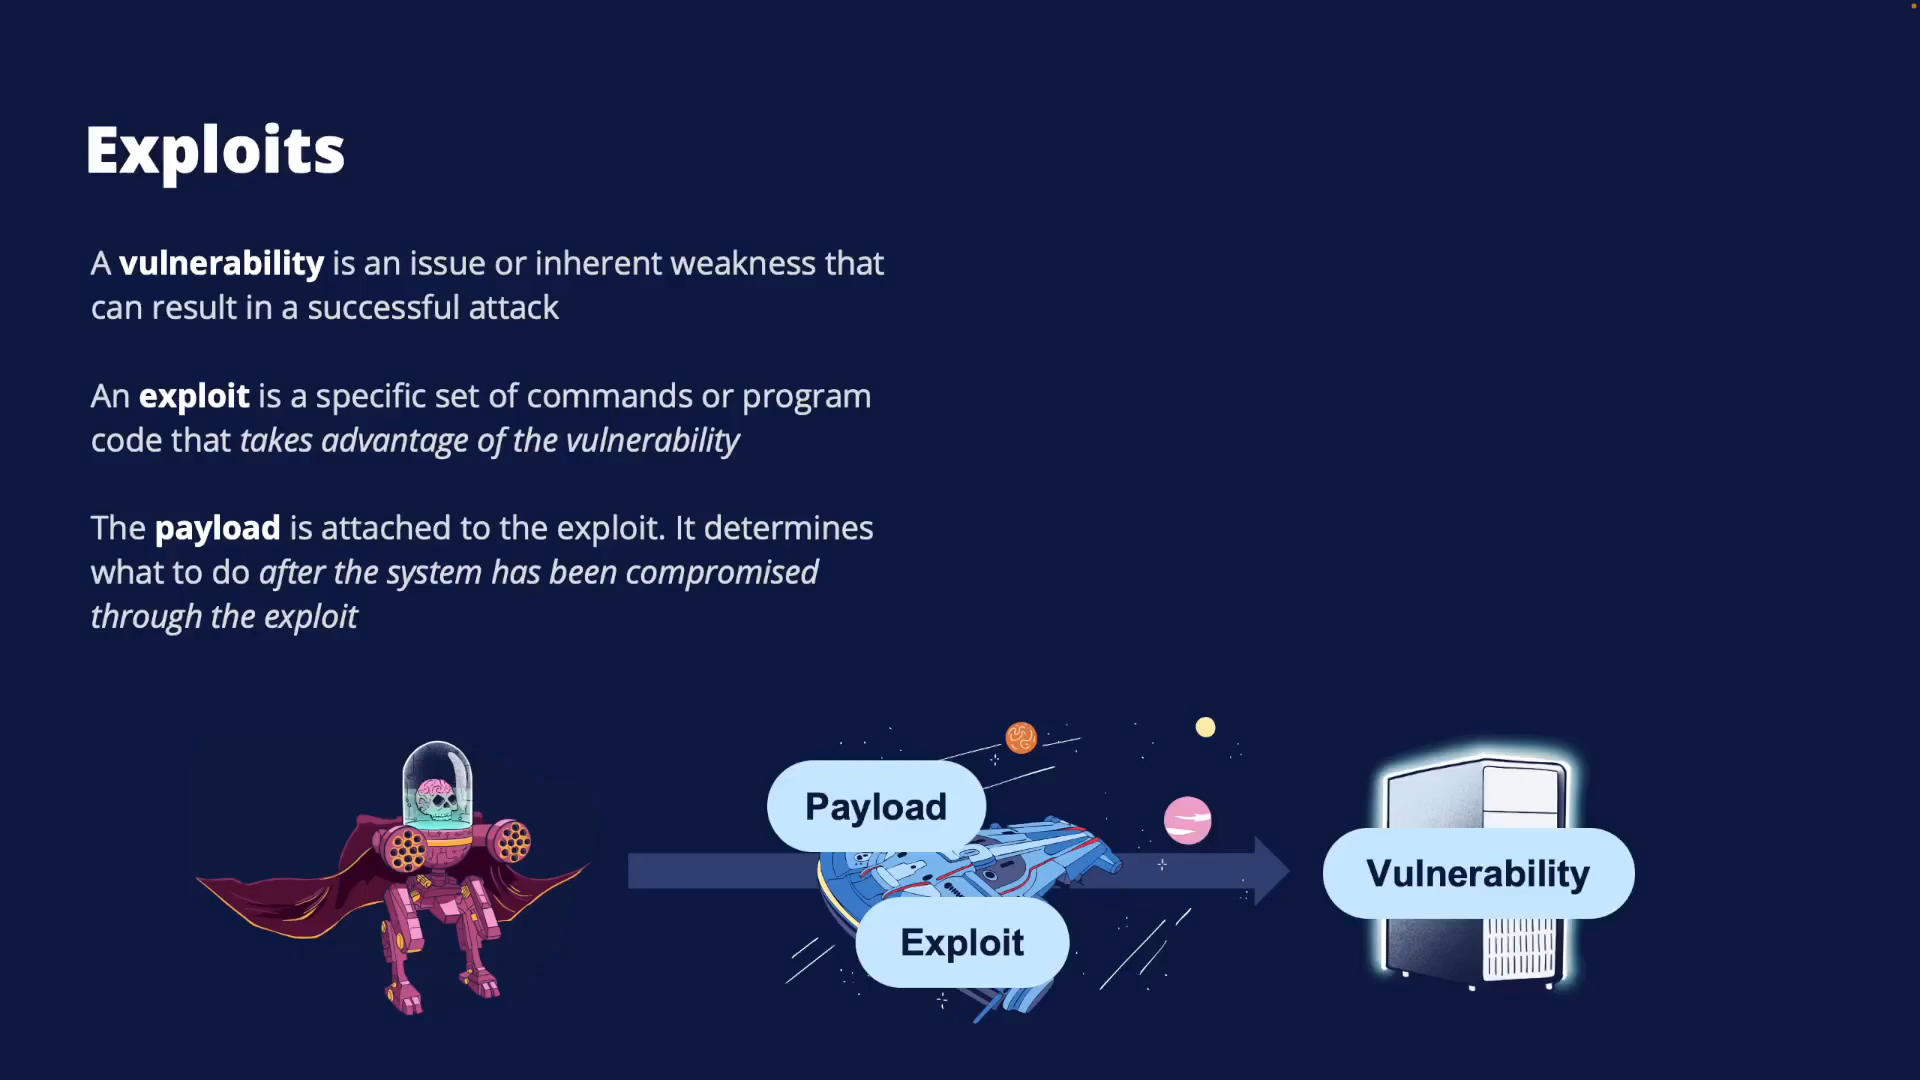 Exploits
A vulnerability is an issue or inherent weakness that
can result in a successful attack
An exploit is a specific set of commands or program
code that takes advantage of the vulnerability
The payload is attached to the exploit. It determines
what to do after the system has been compromised
through the exploit
Payload
Vulnerability
Exploit